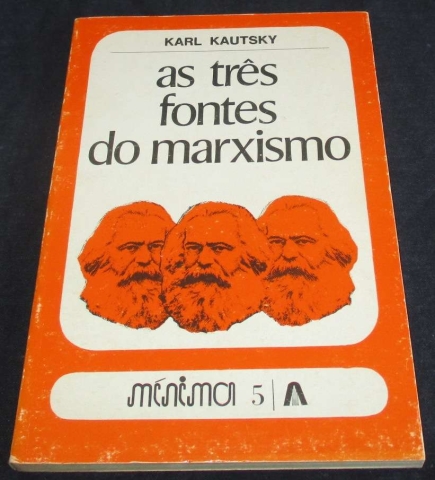 KARL KAUTSKY
as três
fontes
do marxismo
mínima 5